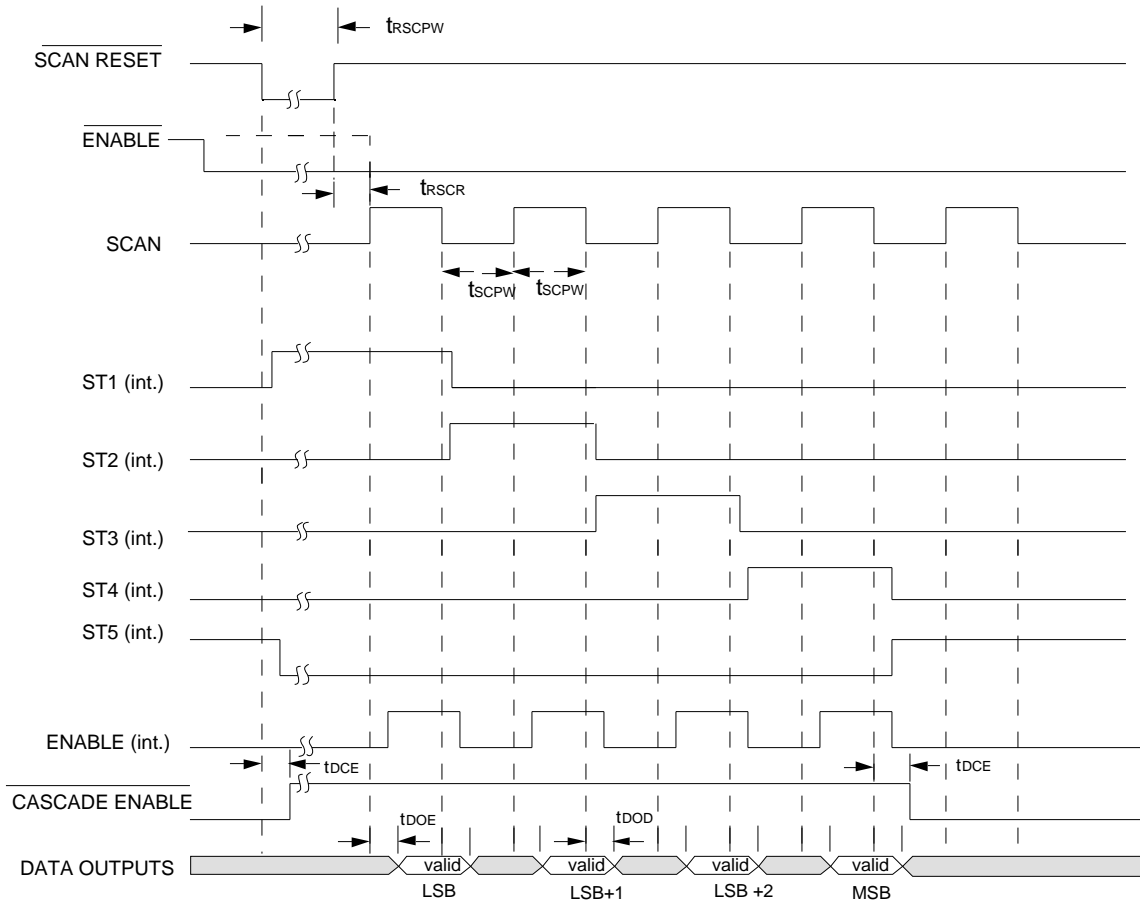 tRSCPW
SCAN RESET
ENABLE
tRSCR
SCAN
tSCPW tSCPW
ST1 (int.)
ST2 (int.)
ST3 (int.)
ST4 (int.)
ST5 (int.)
ENABLE (int.)
tDCE tDCE
CASCADE ENABLE
tDOE tDOD
DATA OUTPUTS valid valid valid valid
LSB LSB+1 LSB +2 MSB